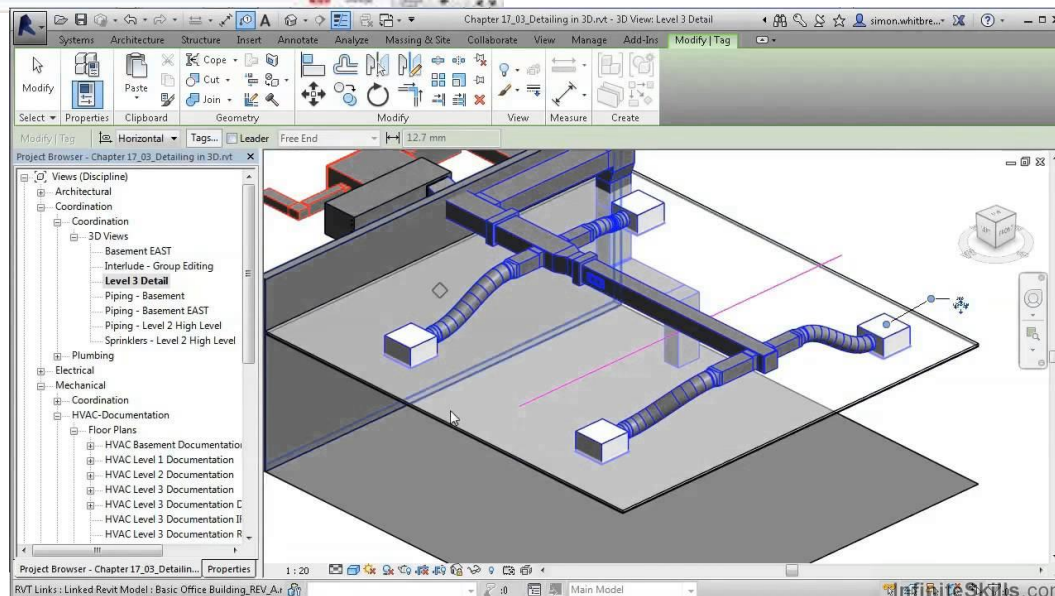 Chapter 17_03_Detailing in 3D.rvt - 3D View: Level 3 Detail
simon.whitbre...
Systems Architecture Structure Insert Annotate Analyze Massing & Site Collaborate View Manage Add-Ins Modify | Tag
Modify
Properties
Paste
Cope
Cut
Join
Select Properties Clipboard Geometry Modify View Measure Create
Modify | Tag Horizontal Tags... Leader Free End 12.7 mm
Project Browser - Chapter 17_03_Detailing in 3D.rvt
Views (Discipline)
Architectural
Coordination
Coordination
3D Views
Basement EAST
Interlude - Group Editing
Level 3 Detail
Piping - Basement
Piping - Basement EAST
Piping - Level 2 High Level
Sprinklers - Level 2 High Level
Plumbing
Electrical
Mechanical
Coordination
HVAC-Documentation
Floor Plans
HVAC Basement Documentatio
HVAC Level 1 Documentation
HVAC Level 2 Documentation
HVAC Level 3 Documentation
HVAC Level 3 Documentation D
HVAC Level 3 Documentation I
HVAC Level 3 Documentation R
Project Browser - Chapter 17_03_Detailin... Properties
1 : 20
RVT Links : Linked Revit Model : Basic Office Building_REV_A.r
:0 Main Model
InfiniteSkills.com